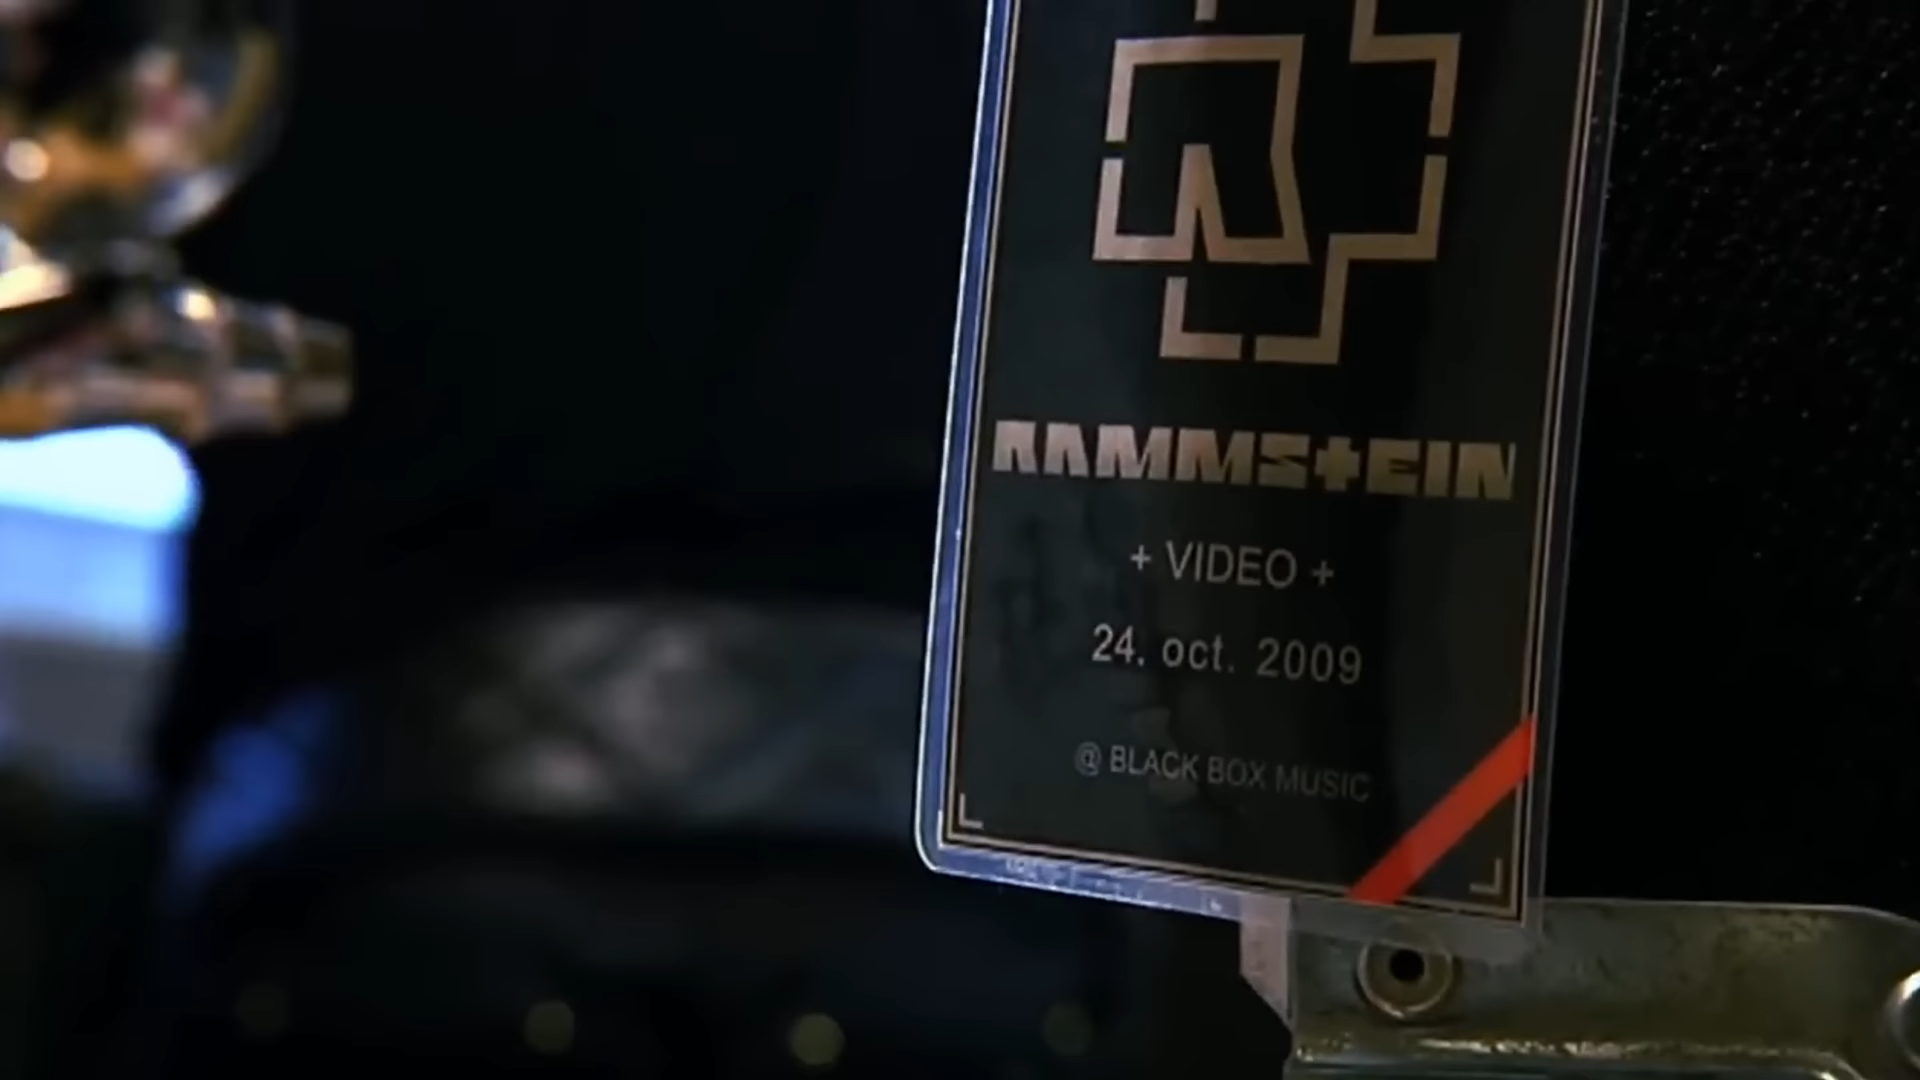 RAMMSTEIN
+ VIDEO +
24. oct. 2009
@ BLACK BOX MUSIC